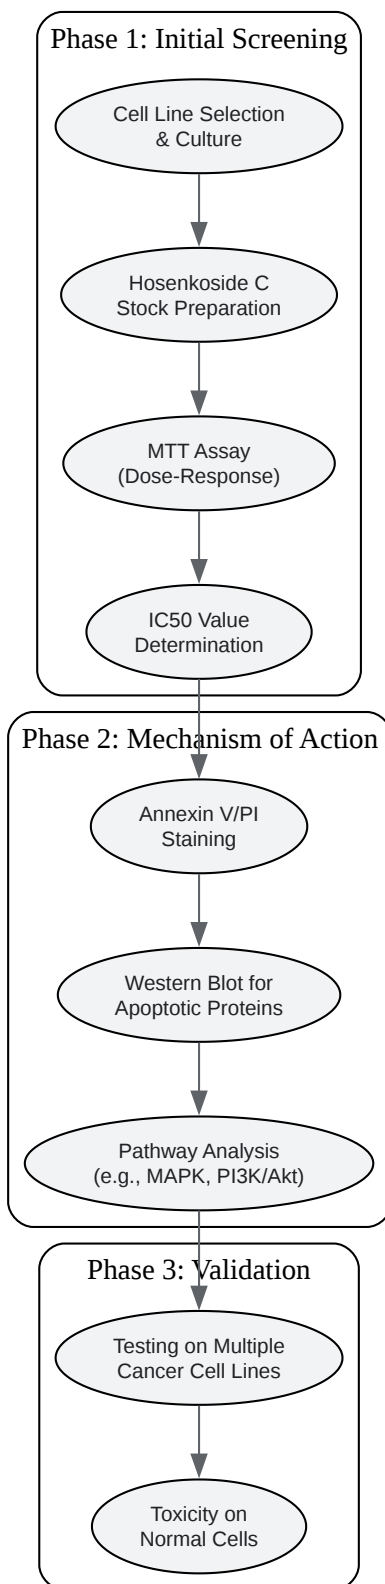 Phase 1: Initial Screening
Cell Line Selection
& Culture
Hosenkoside C
Stock Preparation
MTT Assay
(Dose-Response)
IC50 Value
Determination
Phase 2: Mechanism of Action
Annexin V/PI
Staining
Western Blot for
Apoptotic Proteins
Pathway Analysis
(e.g., MAPK, PI3K/Akt)
Phase 3: Validation
Testing on Multiple
Cancer Cell Lines
Toxicity on
Normal Cells